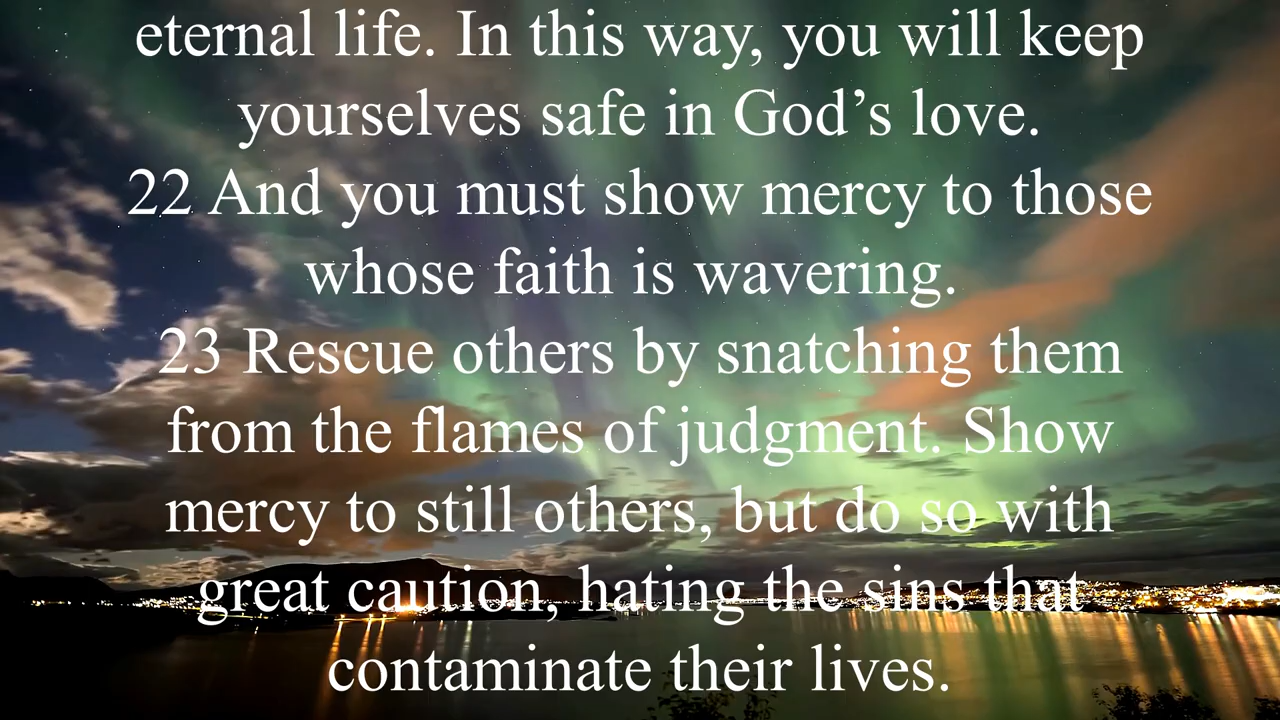 eternal life. In this way, you will keep
yourselves safe in God’s love.
22 And you must show mercy to those
whose faith is wavering.
23 Rescue others by snatching them
from the flames of judgment. Show
mercy to still others, but do so with
great caution, hating the sins that
contaminate their lives.